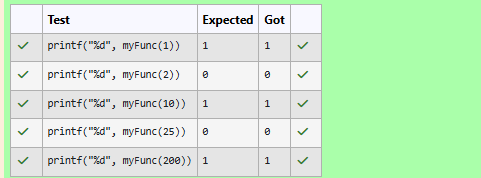 Test Expected Got
printf("%d", myFunc(1)) 1 1
printf("%d", myFunc(2)) 0 0
printf("%d", myFunc(10)) 1 1
printf("%d", myFunc(25)) 0 0
printf("%d", myFunc(200)) 1 1